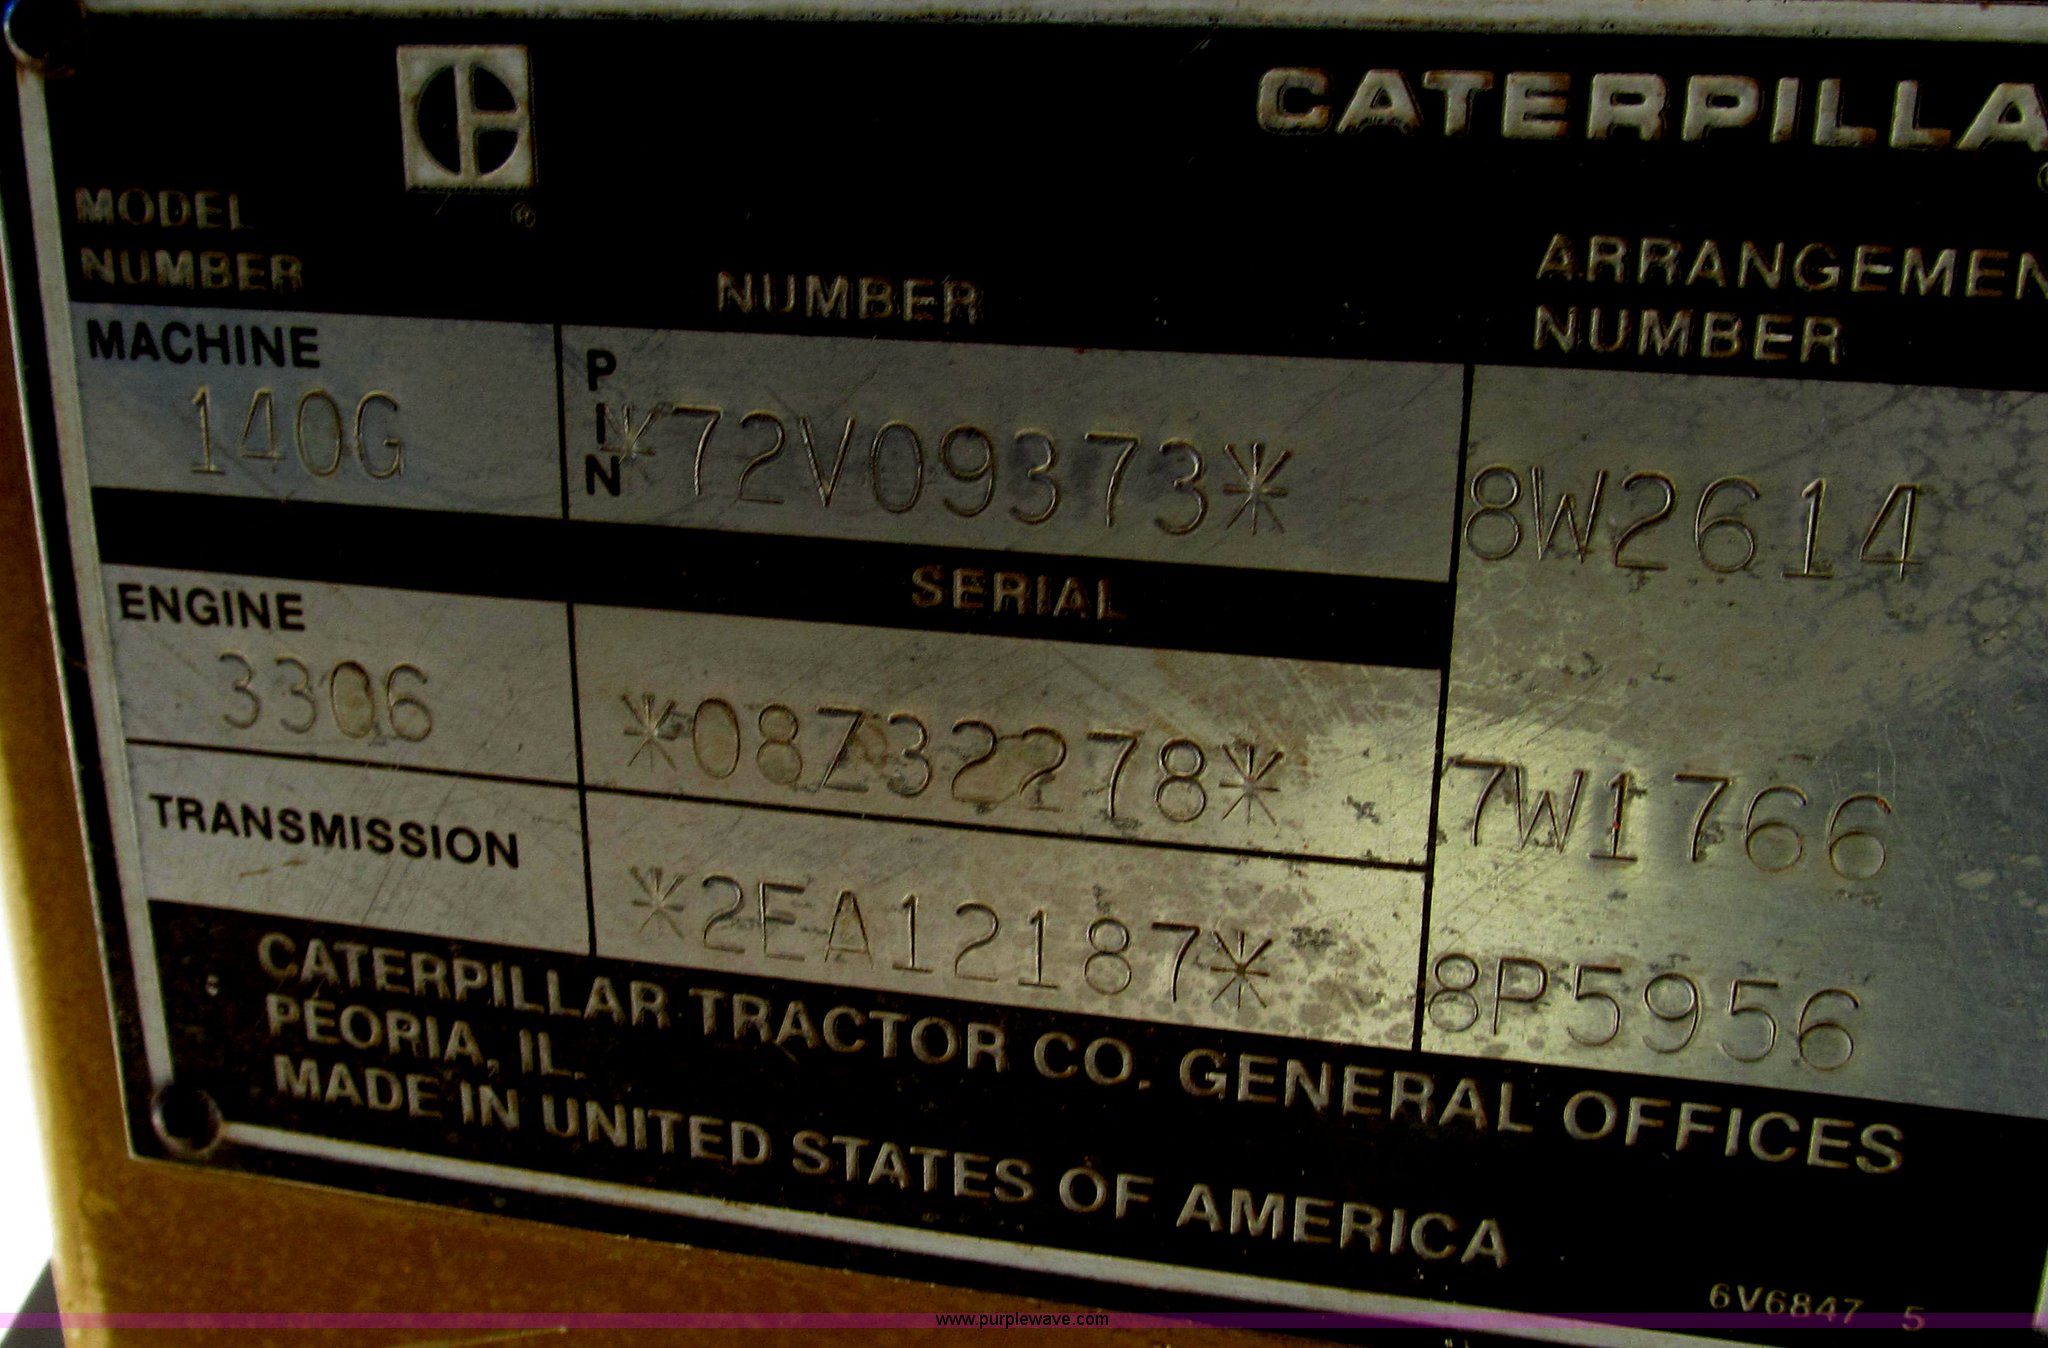 CATERPILLA
MODEL
NUMBER
NUMBER
ARRANGEMEN
NUMBER
MACHINE
140G
PIN
*72V09373*
8W2614
SERIAL
ENGINE
3306
*08Z32278*
7W1766
TRANSMISSION
*2EA12187*
8P5956
CATERPILLAR TRACTOR CO. GENERAL OFFICES
PEORIA, IL.
MADE IN UNITED STATES OF AMERICA
6V6847 5
www.purplewave.com